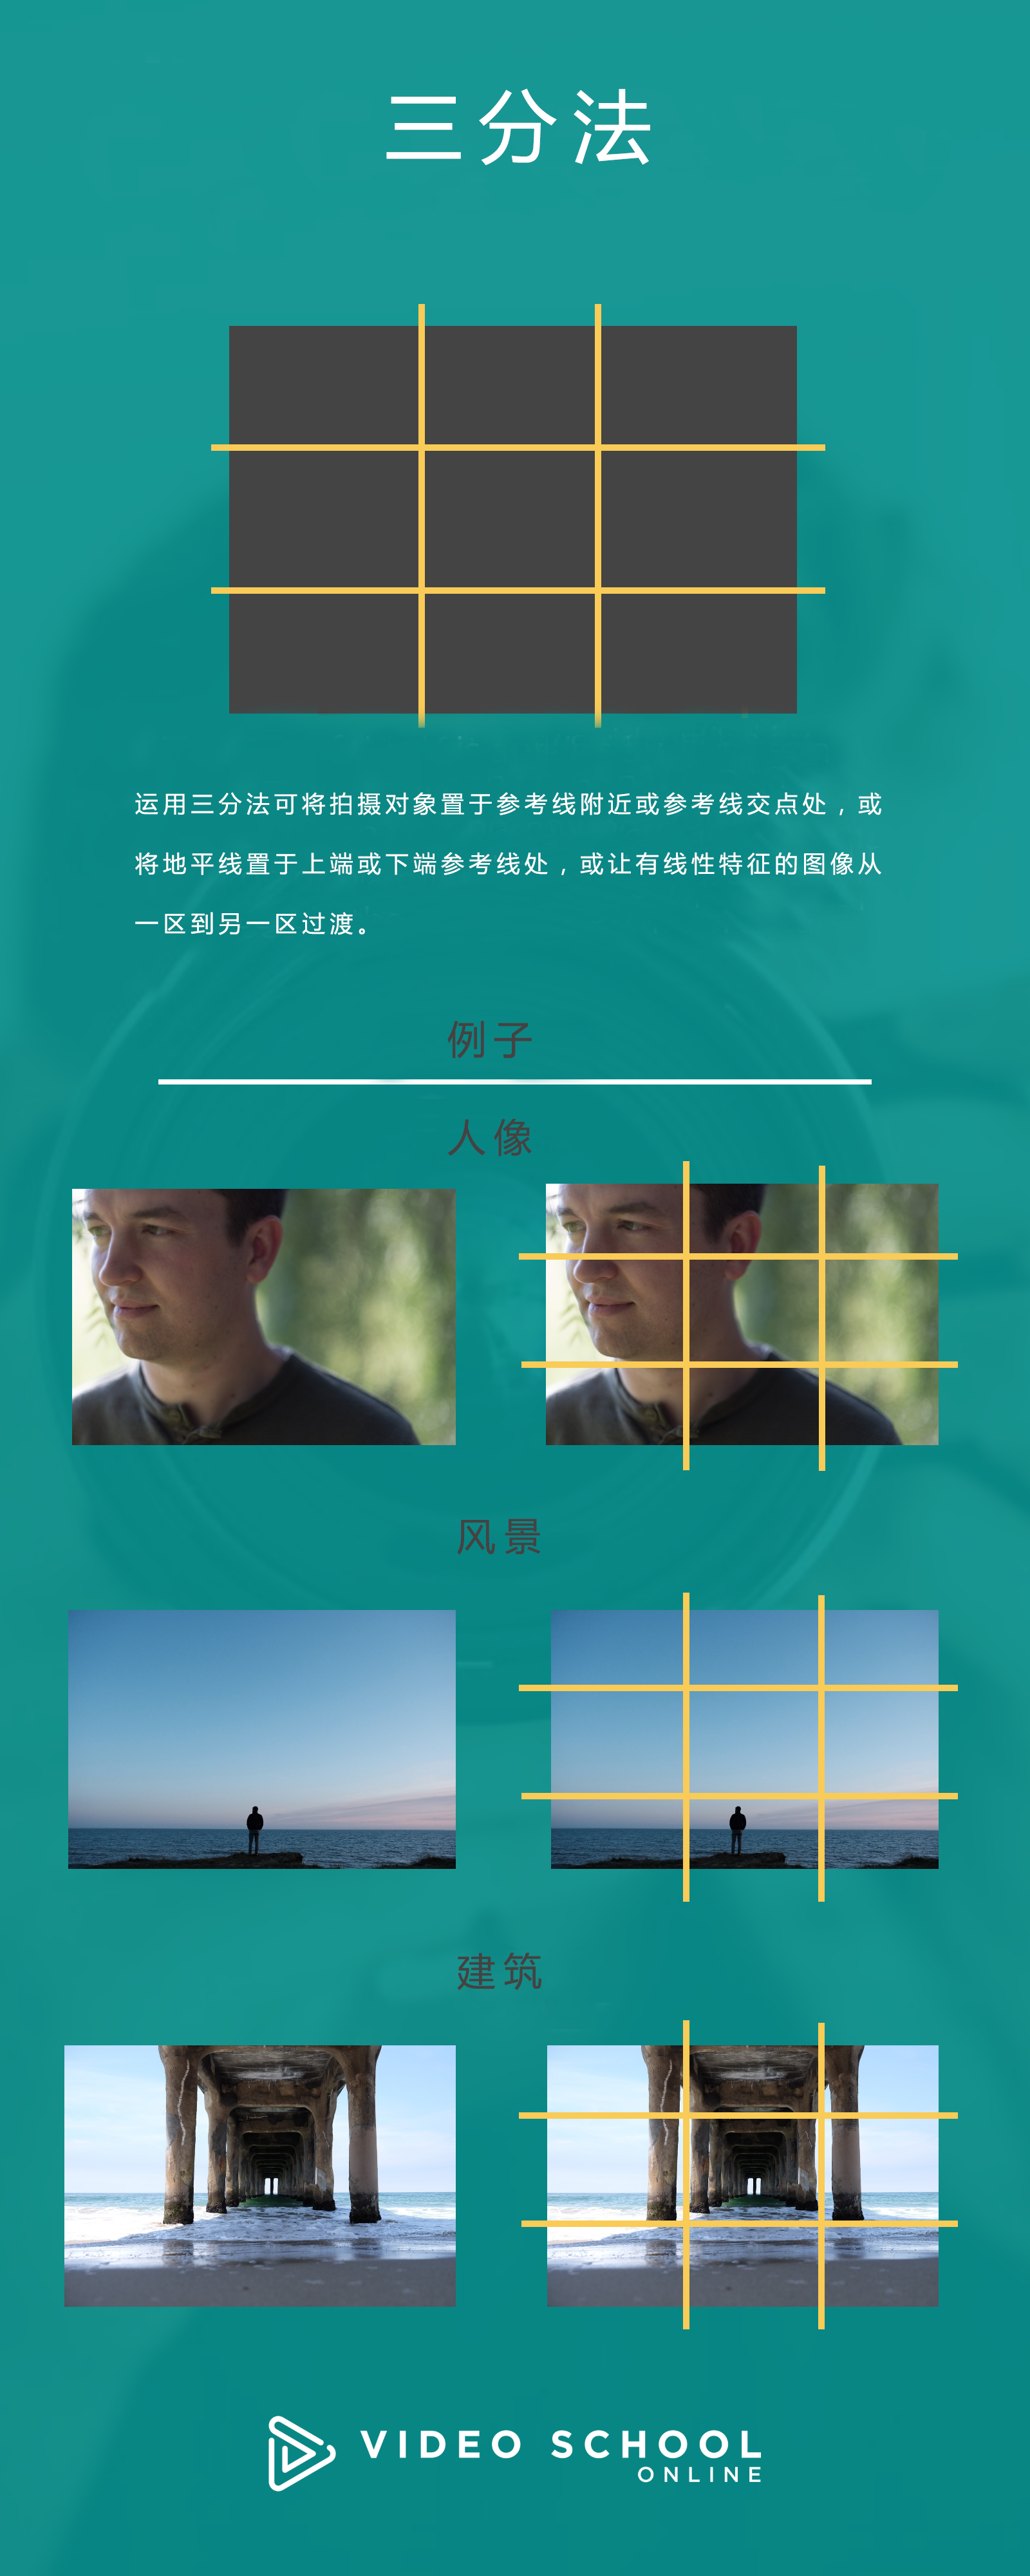 三分法
运用三分法可将拍摄对象置于参考线附近或参考线交点处，或
将地平线置于上端或下端参考线处，或让有线性特征的图像从
一区到另一区过渡。
例子
人像
风景
建筑
VIDEO SCHOOL
ONLINE